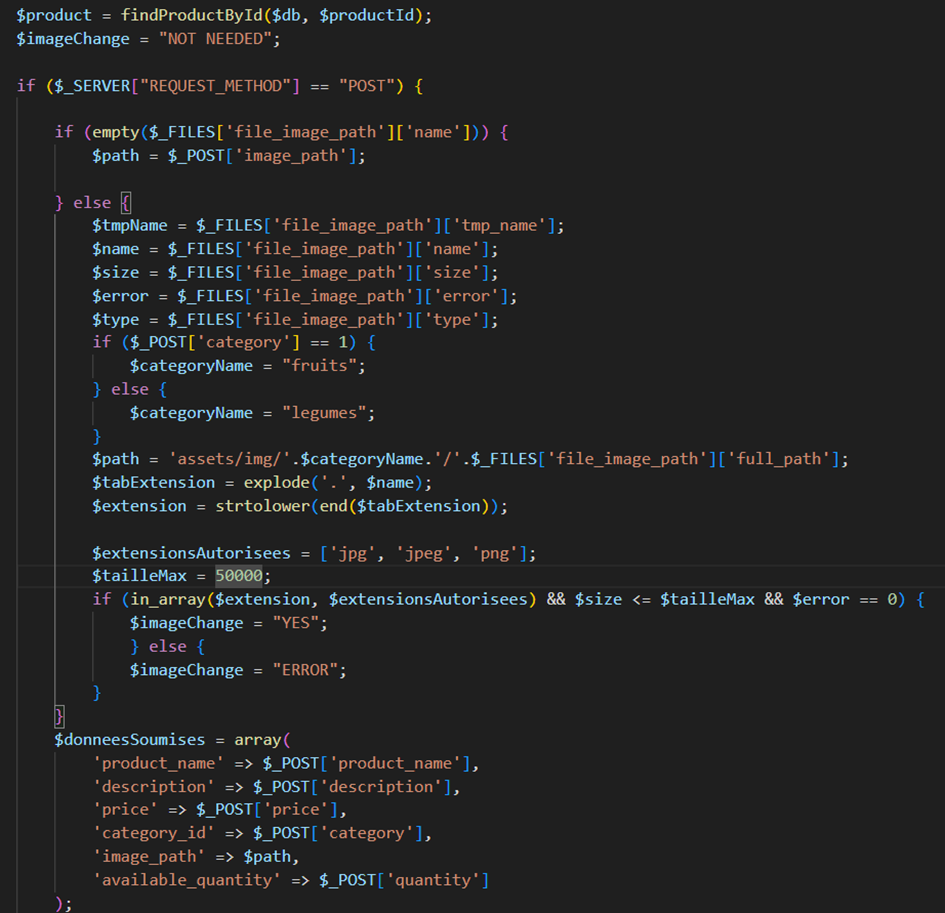 $product = findProductById($db, $productId);
$imageChange = "NOT NEEDED";
if ($_SERVER["REQUEST_METHOD"] == "POST") {
if (empty($_FILES['file_image_path']['name'])) {
$path = $_POST['image_path'];
} else {
$tmpName = $_FILES['file_image_path']['tmp_name'];
$name = $_FILES['file_image_path']['name'];
$size = $_FILES['file_image_path']['size'];
$error = $_FILES['file_image_path']['error'];
$type = $_FILES['file_image_path']['type'];
if ($_POST['category'] == 1) {
$categoryName = "fruits";
} else {
$categoryName = "legumes";
}
$path = 'assets/img/'.$categoryName.'/'.$_FILES['file_image_path']['full_path'];
$tabExtension = explode('.', $name);
$extension = strtolower(end($tabExtension));
$extensionsAutorisees = ['jpg', 'jpeg', 'png'];
$tailleMax = 50000;
if (in_array($extension, $extensionsAutorisees) && $size <= $tailleMax && $error == 0) {
$imageChange = "YES";
} else {
$imageChange = "ERROR";
}
}
$donneesSoumises = array(
'product_name' => $_POST['product_name'],
'description' => $_POST['description'],
'price' => $_POST['price'],
'category_id' => $_POST['category'],
'image_path' => $path,
'available_quantity' => $_POST['quantity']
);